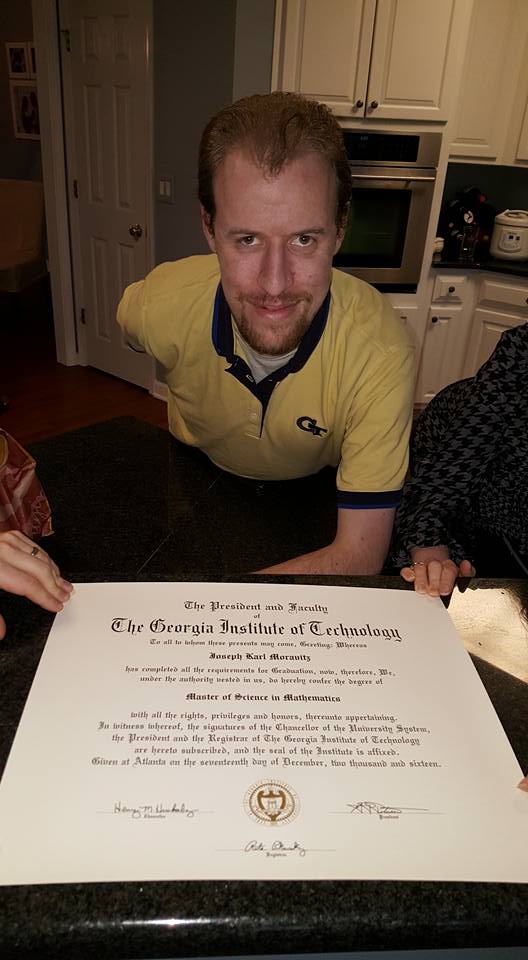 GT
The President and Faculty
of
The Georgia Institute of Technology
To all to whom these presents may come, Greeting: Whereas
Joseph Karl Morawitz
has completed all the requirements for Graduation, now, therefore, We,
under the authority vested in us, do hereby confer the degree of
Master of Science in Mathematics
with all the rights, privileges and honors, thereunto appertaining.
In witness whereof, the signatures of the Chancellor of the University System,
the President and the Registrar of The Georgia Institute of Technology
are hereto subscribed, and the seal of the Institute is affixed.
Given at Atlanta on the seventeenth day of December, two thousand and sixteen.
Chancellor
President
Registrar